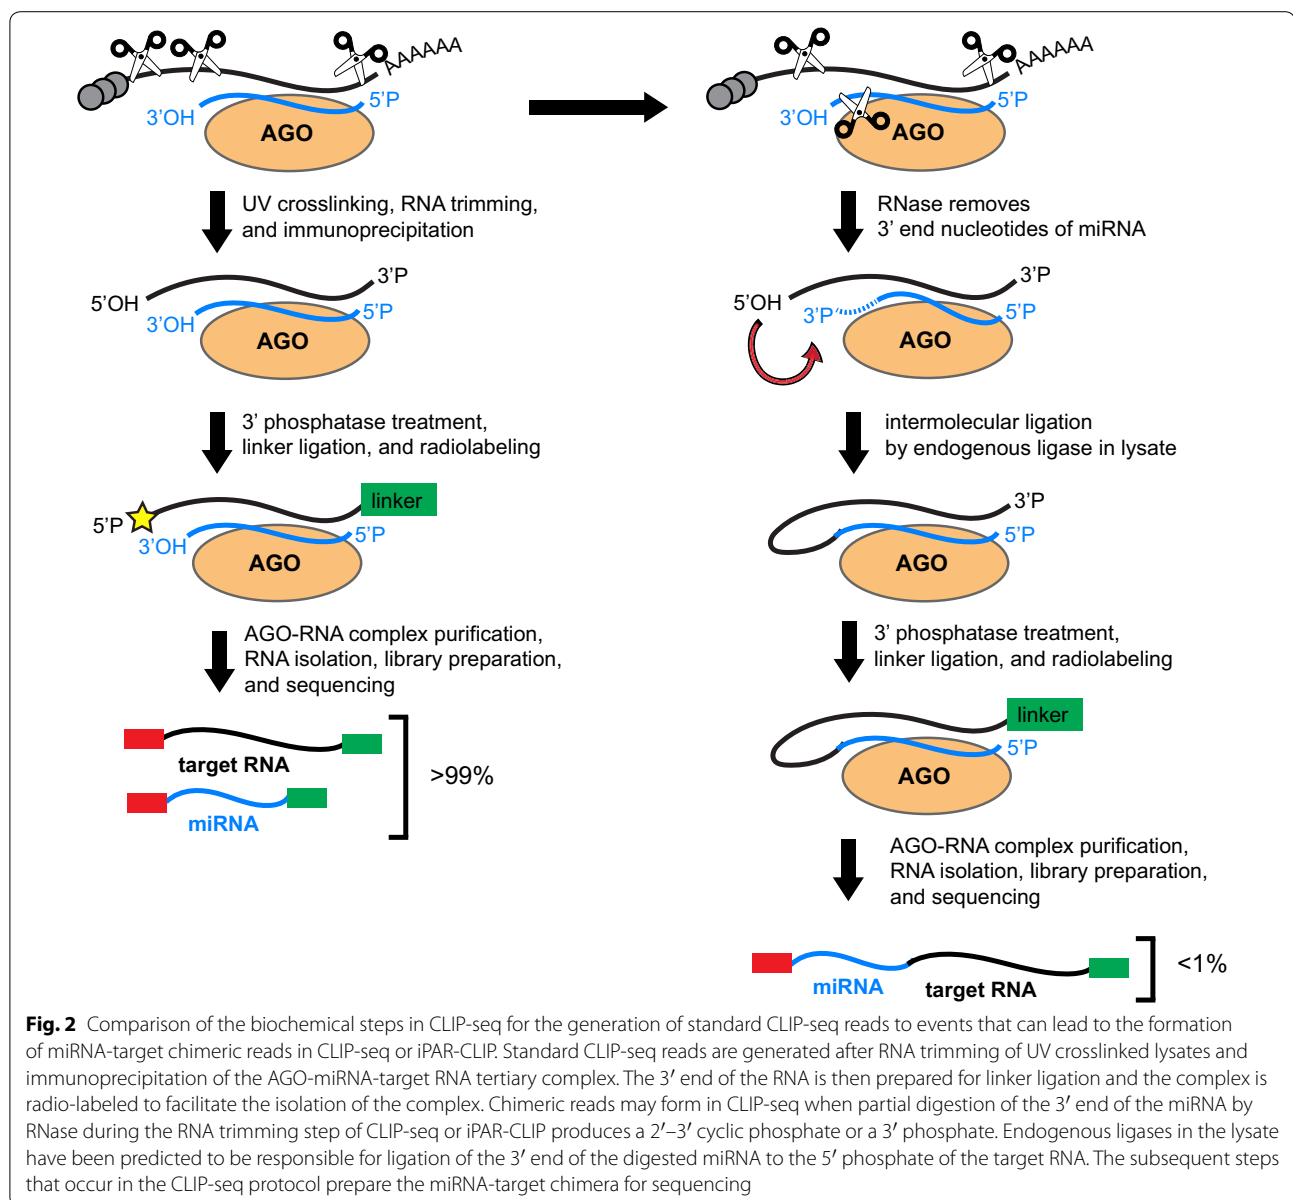 AAAAAA
3’OH
5’P
AGO
UV crosslinking, RNA trimming,
and immunoprecipitation
3’P
5’OH
3’OH
5’P
AGO
3’ phosphatase treatment,
linker ligation, and radiolabeling
linker
5’P
3’OH
5’P
AGO
AGO-RNA complex purification,
RNA isolation, library preparation,
and sequencing
target RNA
miRNA
>99%
AAAAAA
3’OH
5’P
AGO
RNase removes
3’ end nucleotides of miRNA
3’P
5’OH
3’P
5’P
AGO
intermolecular ligation
by endogenous ligase in lysate
3’P
5’P
AGO
3’ phosphatase treatment,
linker ligation, and radiolabeling
linker
5’P
AGO
AGO-RNA complex purification,
RNA isolation, library preparation,
and sequencing
miRNA
target RNA
<1%
Fig. 2 Comparison of the biochemical steps in CLIP-seq for the generation of standard CLIP-seq reads to events that can lead to the formation
of miRNA-target chimeric reads in CLIP-seq or iPAR-CLIP. Standard CLIP-seq reads are generated after RNA trimming of UV crosslinked lysates and
immunoprecipitation of the AGO-miRNA-target RNA tertiary complex. The 3′ end of the RNA is then prepared for linker ligation and the complex is
radio-labeled to facilitate the isolation of the complex. Chimeric reads may form in CLIP-seq when partial digestion of the 3′ end of the miRNA by
RNase during the RNA trimming step of CLIP-seq or iPAR-CLIP produces a 2′–3′ cyclic phosphate or a 3′ phosphate. Endogenous ligases in the lysate
have been predicted to be responsible for ligation of the 3′ end of the digested miRNA to the 5′ phosphate of the target RNA. The subsequent steps
that occur in the CLIP-seq protocol prepare the miRNA-target chimera for sequencing